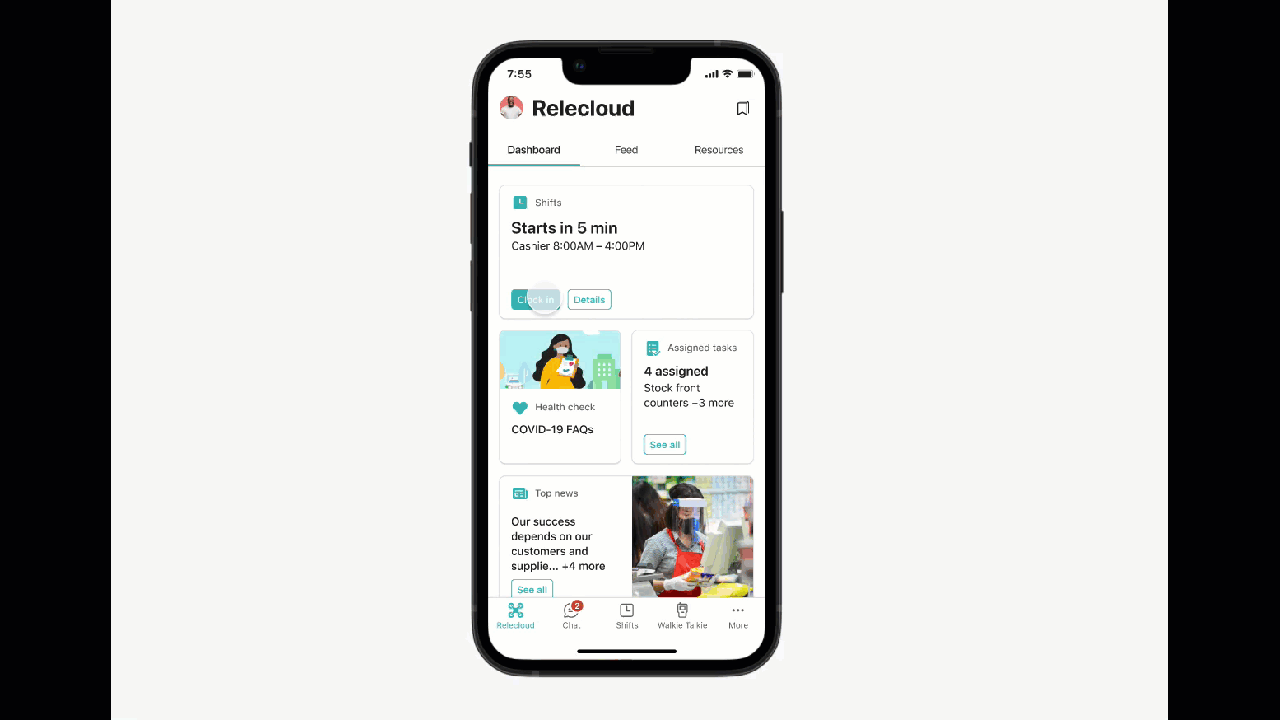 7:55
Relecloud
Dashboard
Feed
Resources
Shifts
Starts in 5 min
Cashier 8:00AM – 4:00PM
Clock in
Details
Health check
COVID-19 FAQs
Assigned tasks
4 assigned
Stock front
counters +3 more
See all
Top news
Our success
depends on our
customers and
supplie... +4 more
See all
2
Relecloud
Chat
Shifts
Walkie Talkie
More